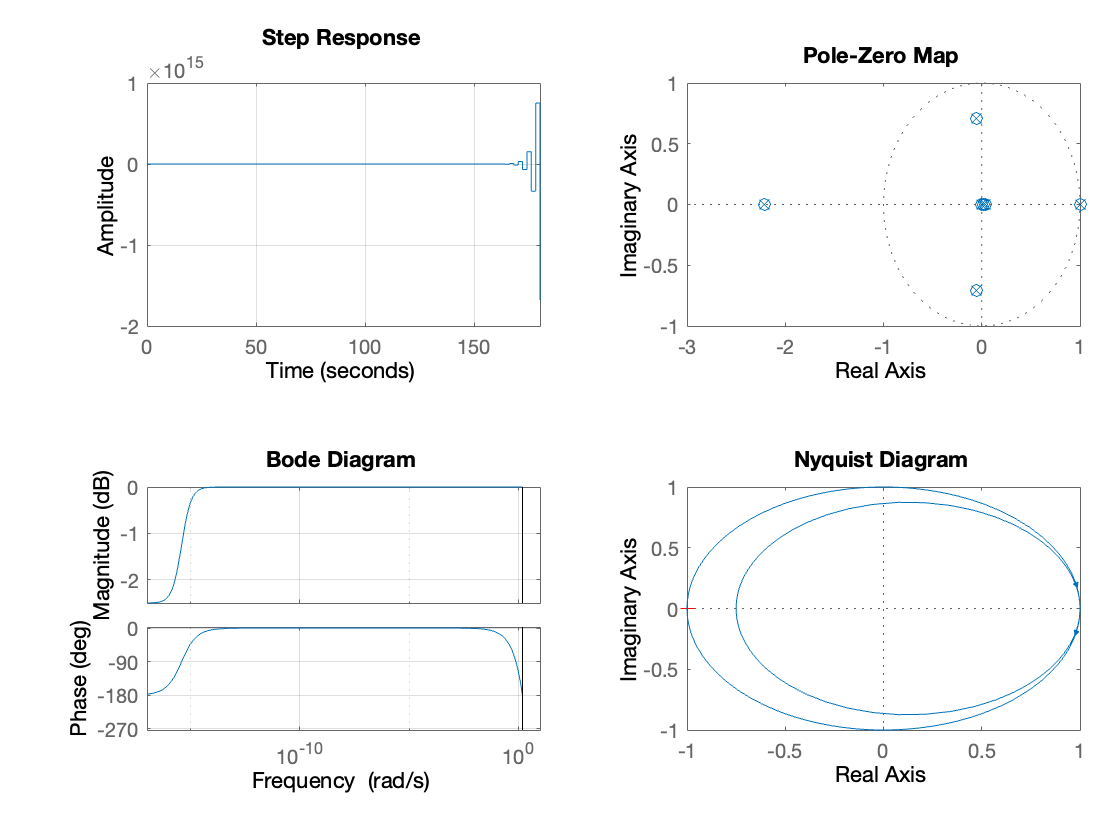 Step Response
×10^15
1
0
-1
-2
Amplitude
0 50 100 150
Time (seconds)
Pole-Zero Map
1
0.5
0
-0.5
-1
Imaginary Axis
-3 -2 -1 0 1
Real Axis
Bode Diagram
0
-1
-2
Magnitude (dB)
0
-90
-180
-270
Phase (deg)
10^-10 10^0
Frequency (rad/s)
Nyquist Diagram
1
0.5
0
-0.5
-1
Imaginary Axis
-1 -0.5 0 0.5 1
Real Axis